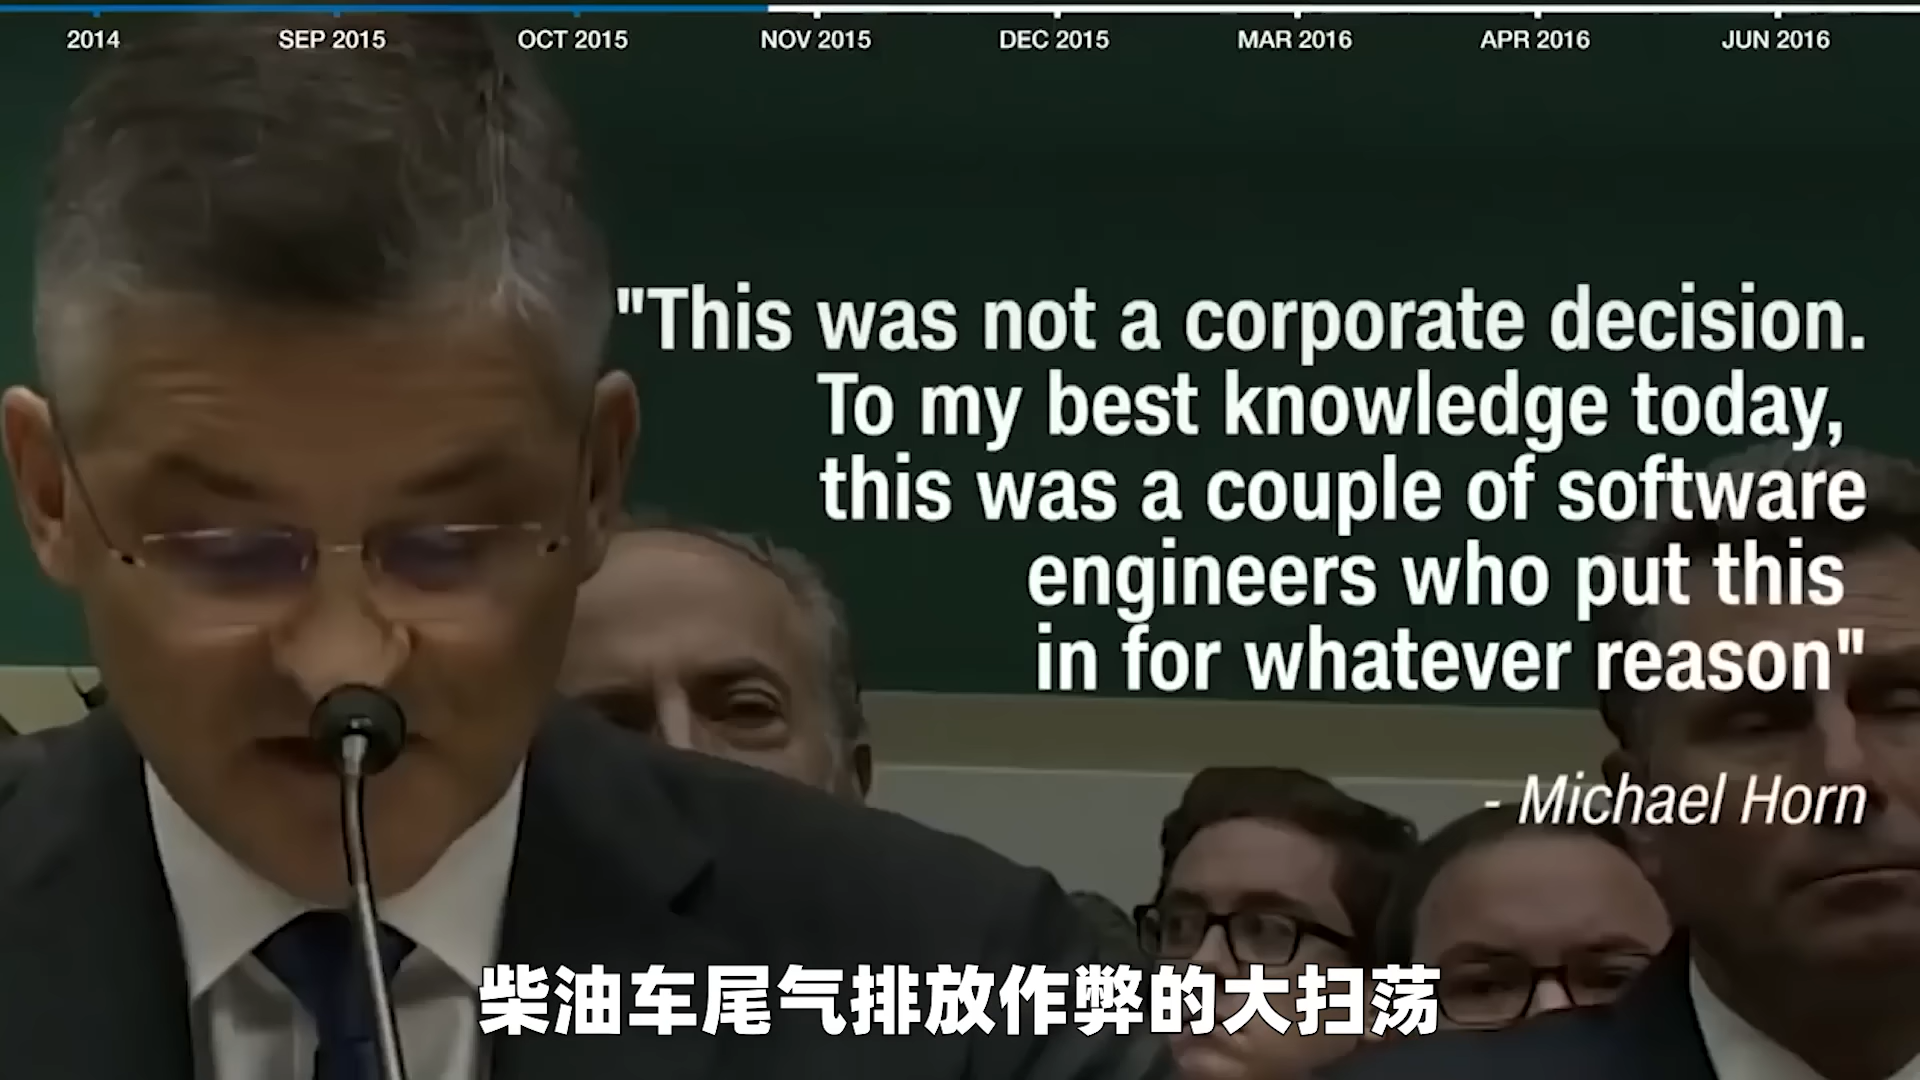 2014 SEP 2015 OCT 2015 NOV 2015 DEC 2015 MAR 2016 APR 2016 JUN 2016
"This was not a corporate decision.
To my best knowledge today,
this was a couple of software
engineers who put this
in for whatever reason"
- Michael Horn
柴油车尾气排放作弊的大扫荡